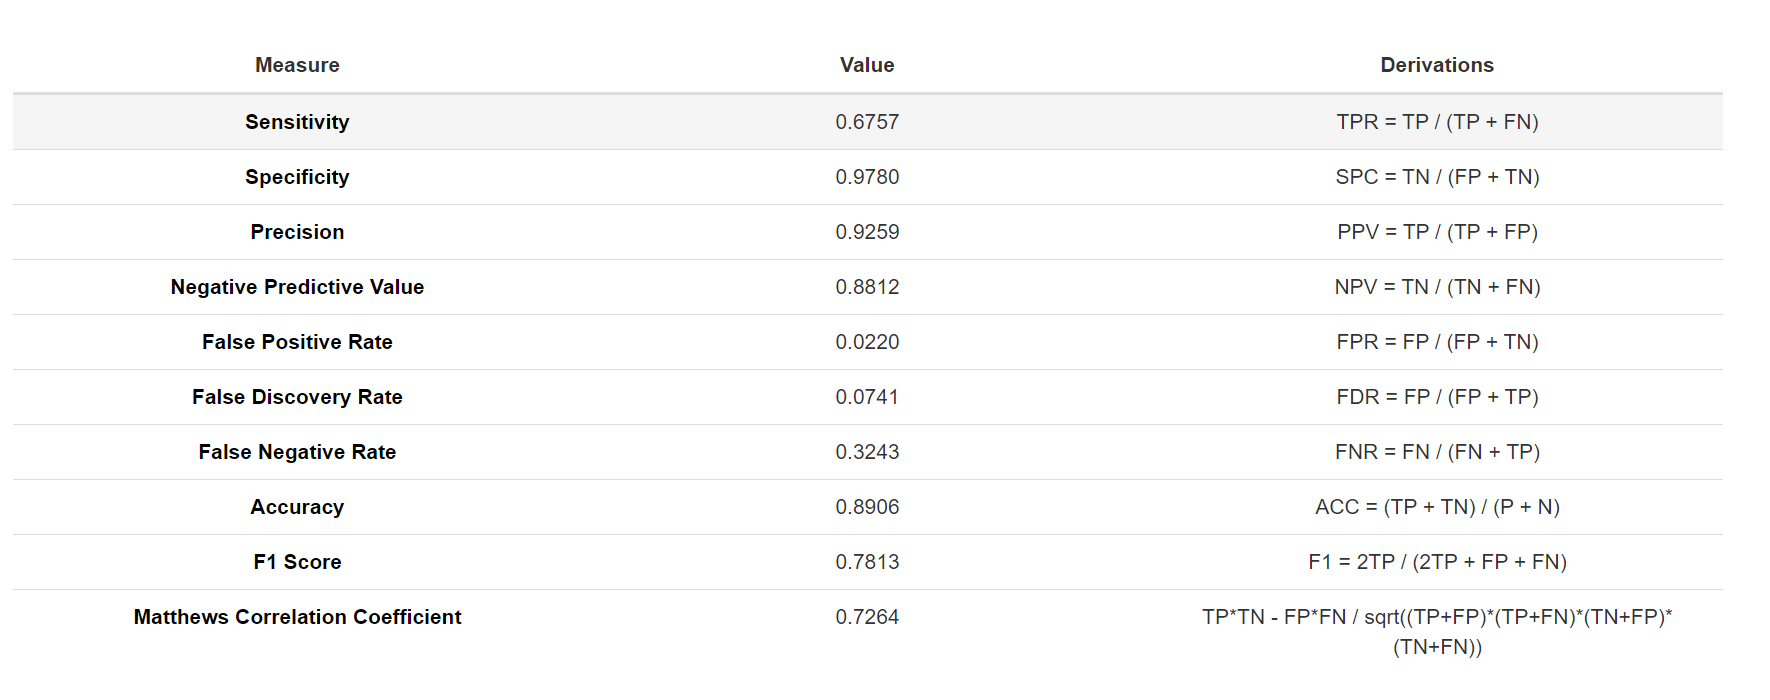 Measure Value Derivations
Sensitivity 0.6757 TPR = TP / (TP + FN)
Specificity 0.9780 SPC = TN / (FP + TN)
Precision 0.9259 PPV = TP / (TP + FP)
Negative Predictive Value 0.8812 NPV = TN / (TN + FN)
False Positive Rate 0.0220 FPR = FP / (FP + TN)
False Discovery Rate 0.0741 FDR = FP / (FP + TP)
False Negative Rate 0.3243 FNR = FN / (FN + TP)
Accuracy 0.8906 ACC = (TP + TN) / (P + N)
F1 Score 0.7813 F1 = 2TP / (2TP + FP + FN)
Matthews Correlation Coefficient 0.7264 TP*TN - FP*FN / sqrt((TP+FP)*(TP+FN)*(TN+FP)*
(TN+FN))